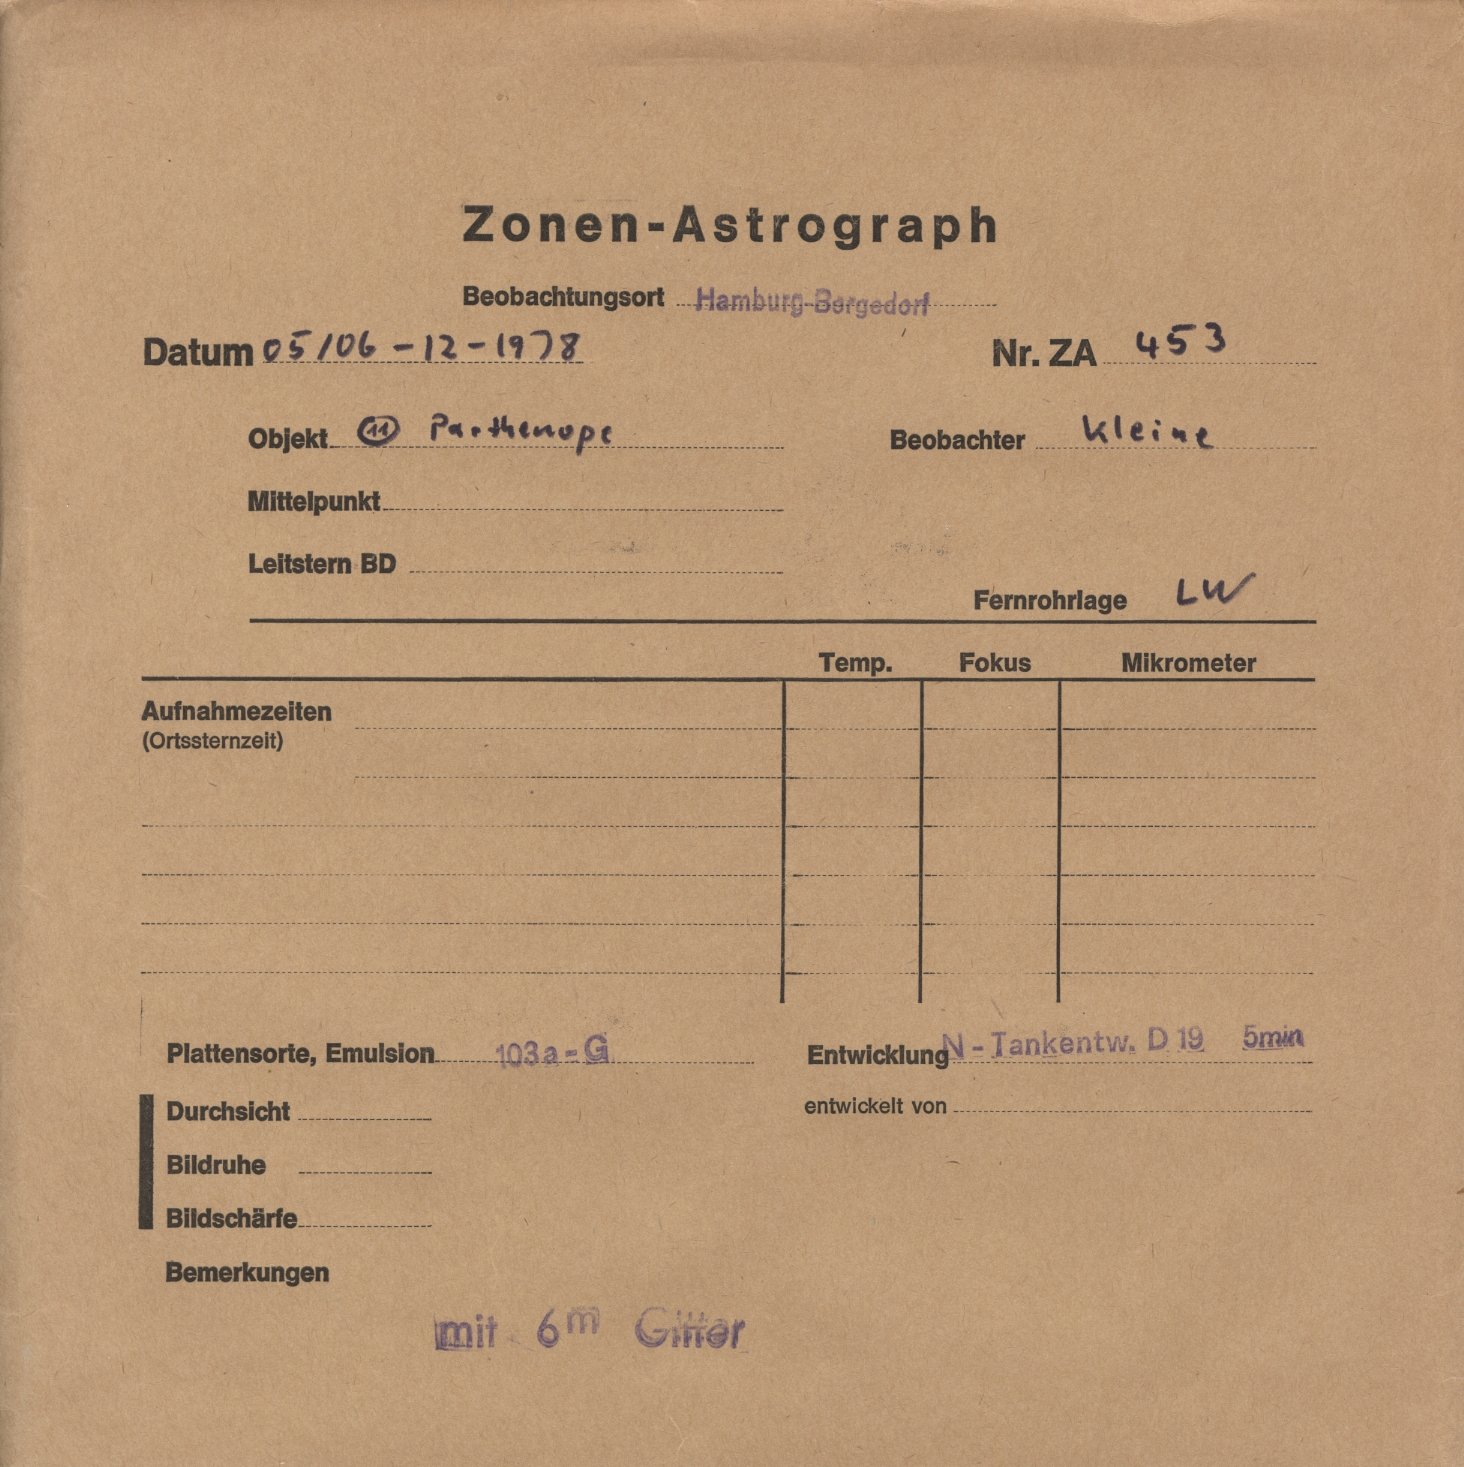 Zonen-Astrograph
Beobachtungsort Hamburg-Bergedorf
Datum 05/06-12-1978 Nr. ZA 453
Objekt (11) Parthenope Beobachter Kleine
Mittelpunkt
Leitstern BD
Fernrohrlage LW
Temp. Fokus Mikrometer
Aufnahmezeiten
(Ortssternzeit)
Plattensorte, Emulsion 103a-G Entwicklung N-Tankentw. D 19 5min
Durchsicht entwickelt von
Bildruhe
Bildschärfe
Bemerkungen
mit 6m Gitter